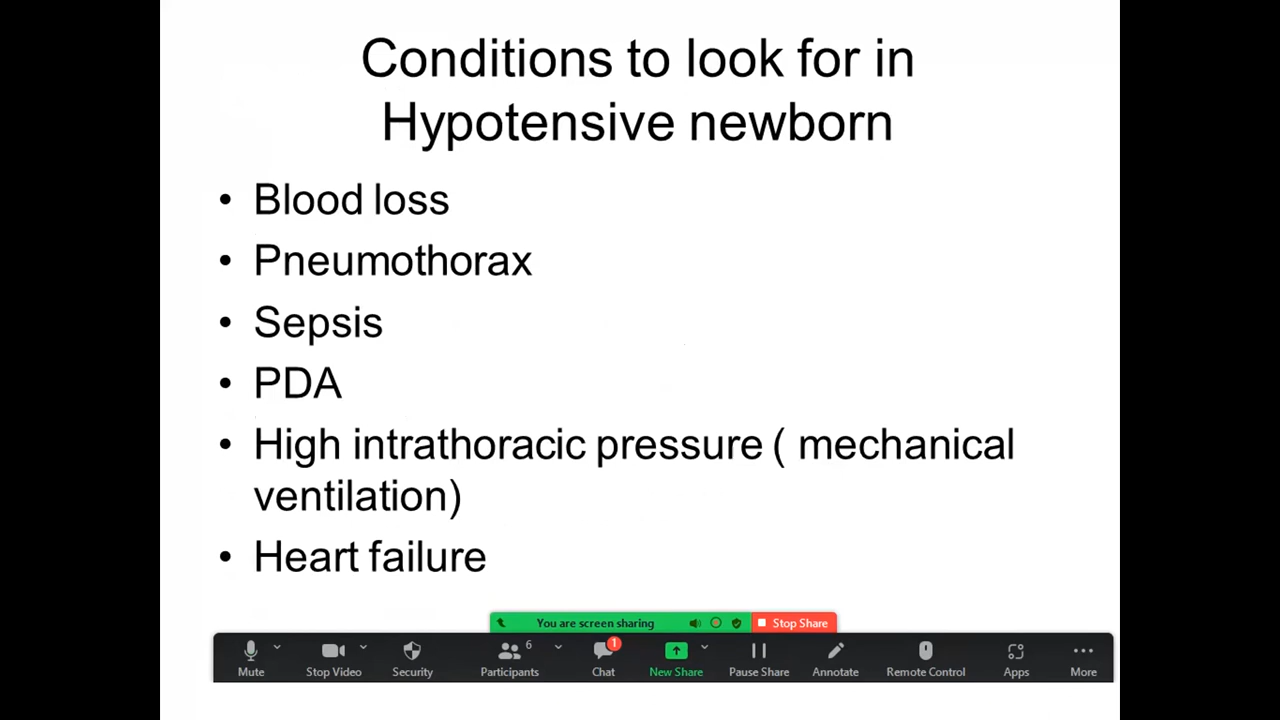 Conditions to look for in
Hypotensive newborn
• Blood loss
• Pneumothorax
• Sepsis
• PDA
• High intrathoracic pressure ( mechanical
ventilation)
• Heart failure
You are screen sharing Stop Share
6 1
Mute Stop Video Security Participants Chat New Share Pause Share Annotate Remote Control Apps More